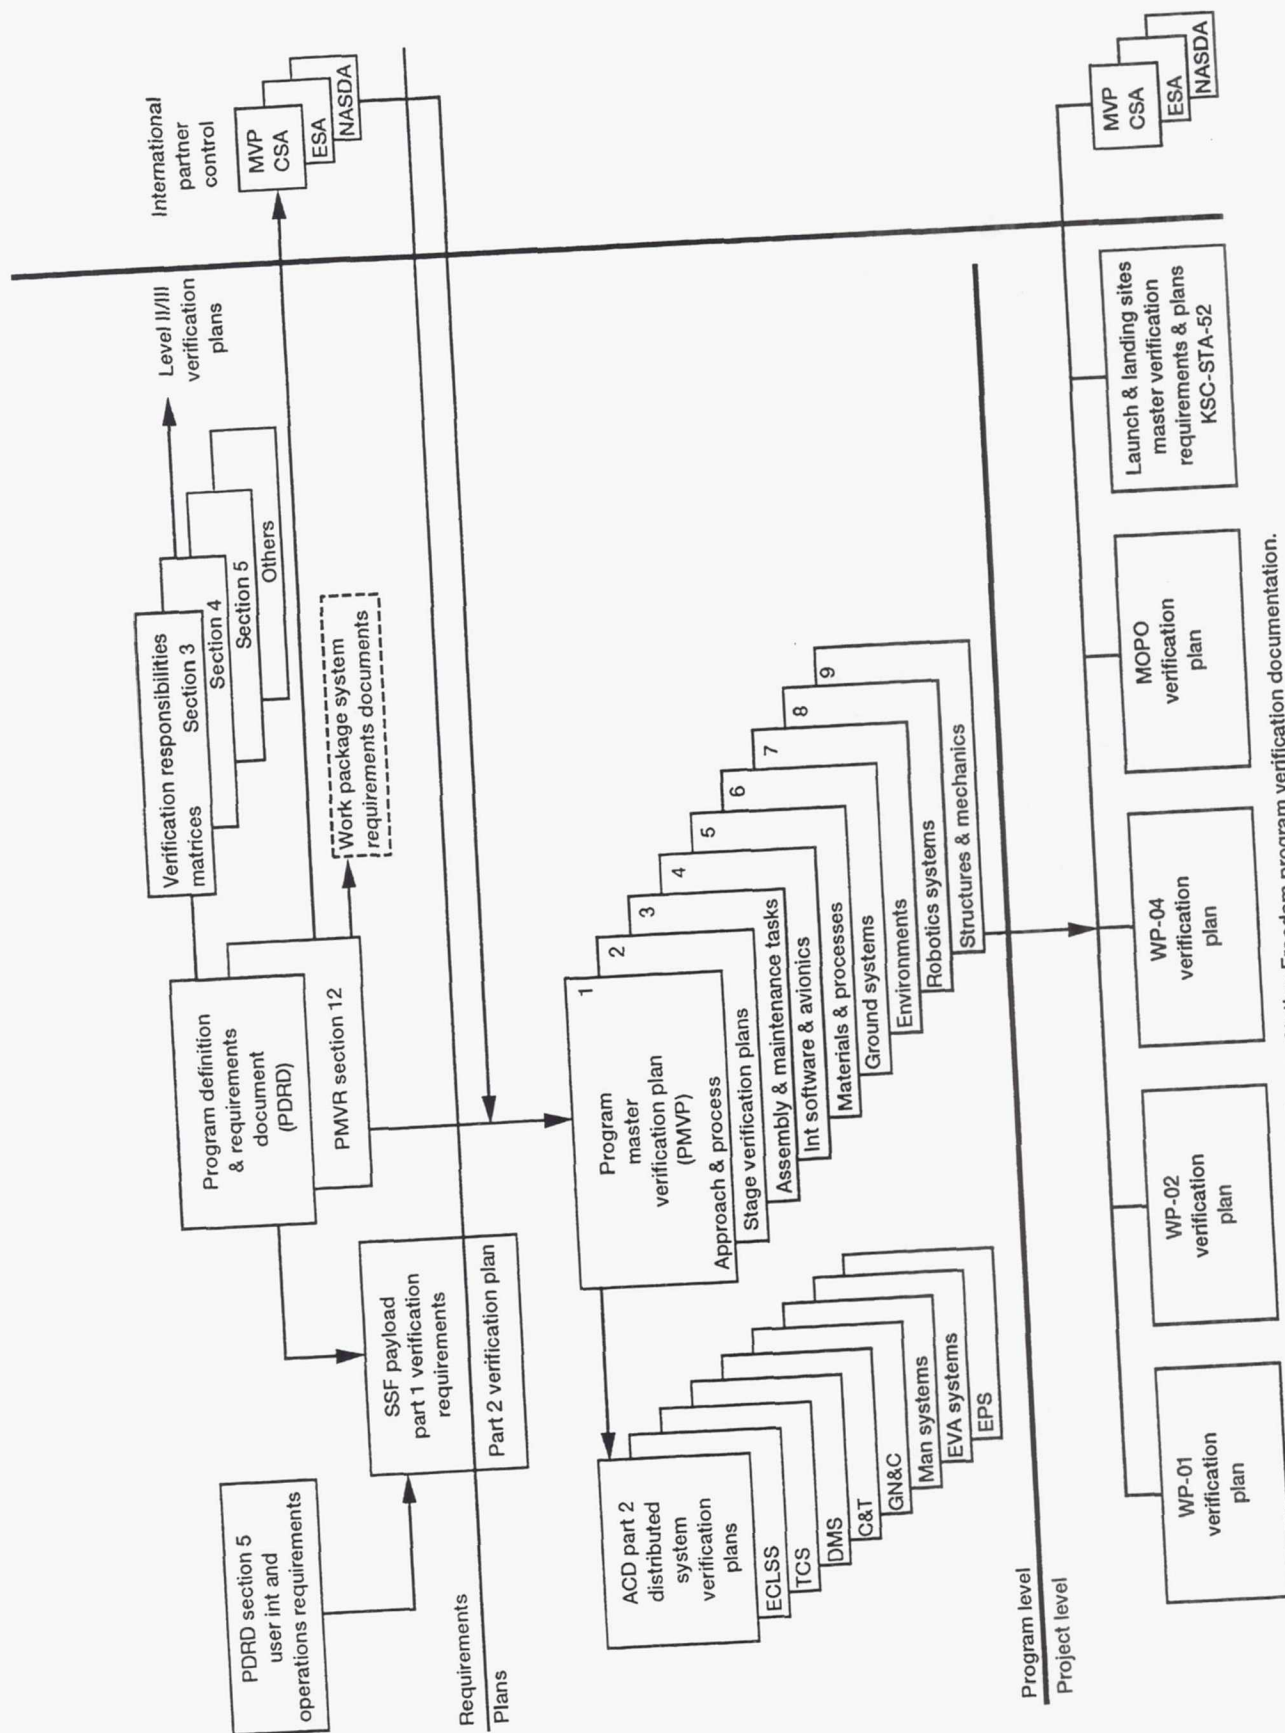 PDRD section 5
user int and
operations requirements
Program definition
& requirements
document
(PDRD)
PMVR section 12
Verification responsibilities
matrices Section 3
Section 4
Section 5
Others
Level II/III
verification
plans
International
partner
control
MVP
CSA
ESA
NASDA
Work package system
requirements documents
SSF payload
part 1 verification
requirements
Part 2 verification plan
Requirements
Plans
Program
master
verification plan
(PMVP)
1
Approach & process
2
Stage verification plans
3
Assembly & maintenance tasks
4
Int software & avionics
5
Materials & processes
6
Ground systems
7
Environments
8
Robotics systems
9
Structures & mechanics
ACD part 2
distributed
system
verification
plans
ECLSS
TCS
DMS
C&T
GN&C
Man systems
EVA systems
EPS
Program level
Project level
WP-01
verification
plan
WP-02
verification
plan
WP-04
verification
plan
MOPO
verification
plan
Launch & landing sites
master verification
requirements & plans
KSC-STA-52
MVP
CSA
ESA
NASDA
Freedom program verification documentation.